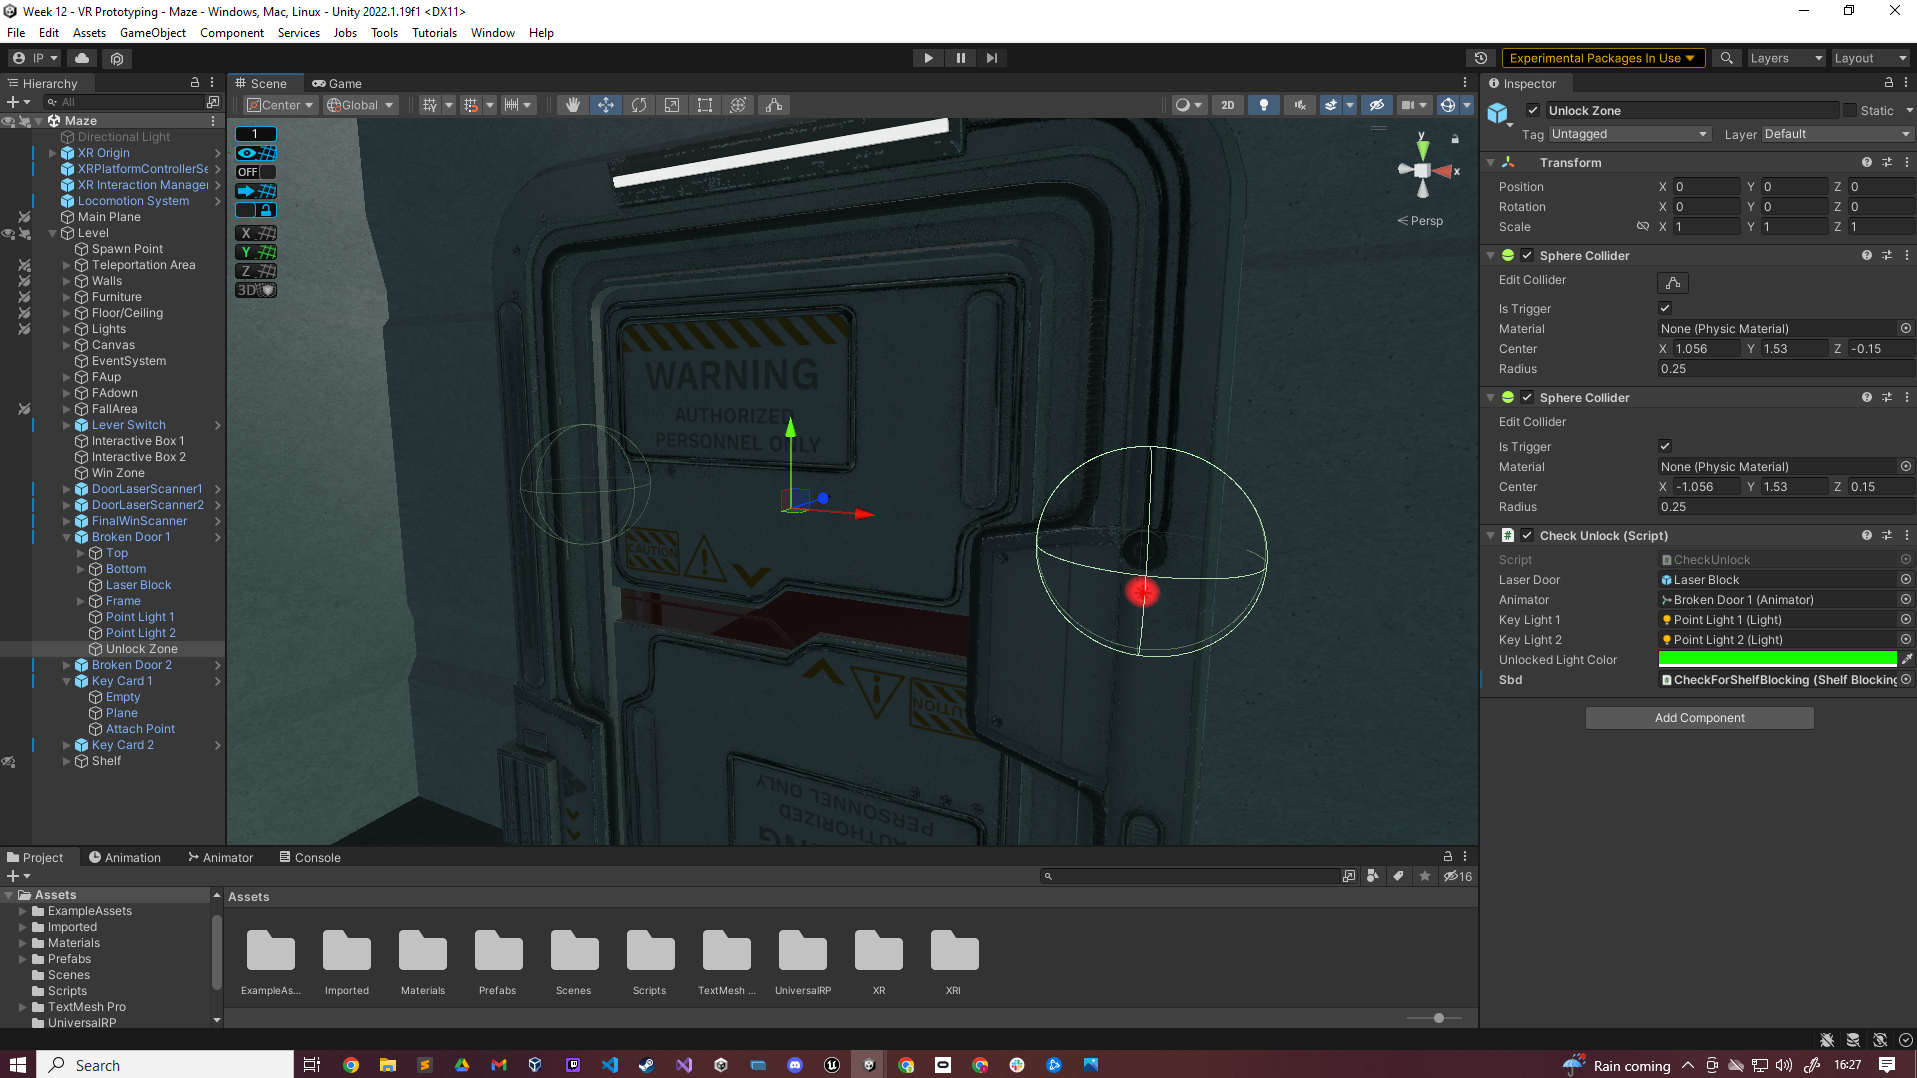 Week 12 - VR Prototyping - Maze - Windows, Mac, Linux - Unity 2022.1.19f1 <DX11>
File Edit Assets GameObject Component Services Jobs Tools Tutorials Window Help
IP
Experimental Packages In Use
Layers
Layout
Hierarchy
All
Maze
Directional Light
XR Origin
XRPlatformControllerSe
XR Interaction Manager
Locomotion System
Main Plane
Level
Spawn Point
Teleportation Area
Walls
Furniture
Floor/Ceiling
Lights
Canvas
EventSystem
FAup
FAdown
FallArea
Lever Switch
Interactive Box 1
Interactive Box 2
Win Zone
DoorLaserScanner1
DoorLaserScanner2
FinalWinScanner
Broken Door 1
Top
Bottom
Laser Block
Frame
Point Light 1
Point Light 2
Unlock Zone
Broken Door 2
Key Card 1
Empty
Plane
Attach Point
Key Card 2
Shelf
Scene
Game
Center
Global
2D
1
OFF
X
Y
Z
3D
y
x
Persp
WARNING
AUTHORIZED
PERSONNEL ONLY
CAUTION
CAUTION
AUTHORIZED
PERSONNEL ONLY
Inspector
Unlock Zone
Static
Tag Untagged
Layer Default
Transform
Position X 0 Y 0 Z 0
Rotation X 0 Y 0 Z 0
Scale X 1 Y 1 Z 1
Sphere Collider
Edit Collider
Is Trigger
Material None (Physic Material)
Center X 1.056 Y 1.53 Z -0.15
Radius 0.25
Sphere Collider
Edit Collider
Is Trigger
Material None (Physic Material)
Center X -1.056 Y 1.53 Z 0.15
Radius 0.25
Check Unlock (Script)
Script CheckUnlock
Laser Door Laser Block
Animator Broken Door 1 (Animator)
Key Light 1 Point Light 1 (Light)
Key Light 2 Point Light 2 (Light)
Unlocked Light Color
Sbd CheckForShelfBlocking (Shelf Blocking
Add Component
Project
Animation
Animator
Console
16
Assets
ExampleAssets
Imported
Materials
Prefabs
Scenes
Scripts
TextMesh Pro
UniversalRP
Assets
ExampleAs...
Imported
Materials
Prefabs
Scenes
Scripts
TextMesh ...
UniversalRP
XR
XRI
Search
Rain coming
16:27